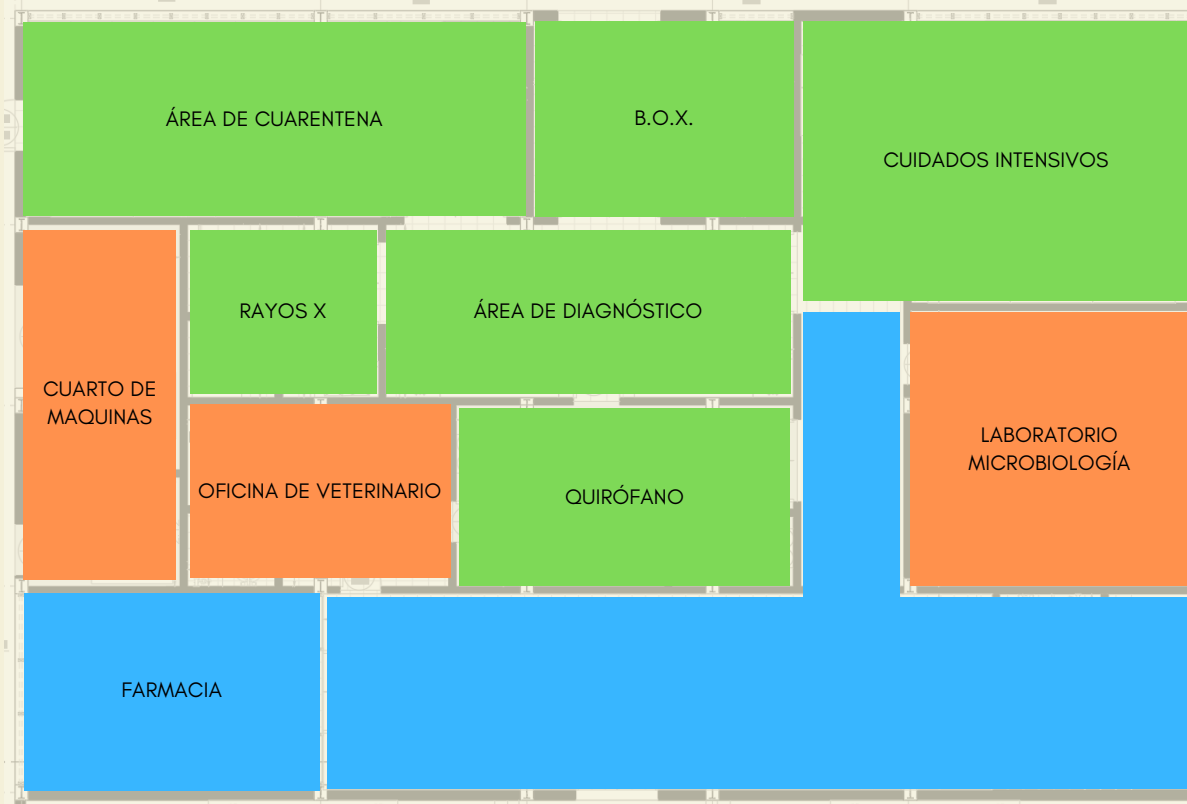 ÁREA DE CUARENTENA
B.O.X.
CUIDADOS INTENSIVOS
RAYOS X
ÁREA DE DIAGNÓSTICO
CUARTO DE
MAQUINAS
LABORATORIO
MICROBIOLOGÍA
OFICINA DE VETERINARIO
QUIRÓFANO
FARMACIA